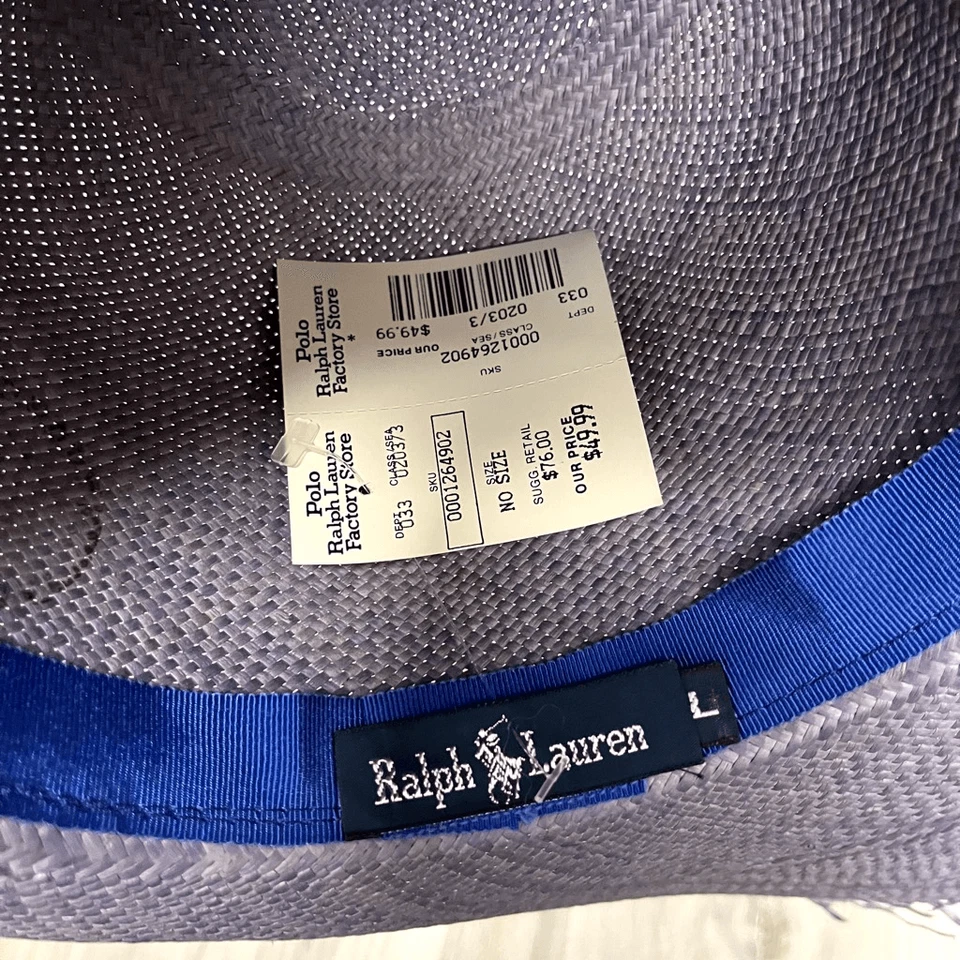 Polo
Ralph Lauren
Factory Store
*
DEPT
033
CLASS/SEA
0203/3
SKU
0001264902
OUR PRICE
$49.99
Polo
Ralph Lauren
Factory Store
*
DEPT
033
CLASS/SEA
0203/3
SKU
0001264902
SIZE
NO SIZE
SUGG. RETAIL
$76.00
OUR PRICE
$49.99
Ralph Lauren
L